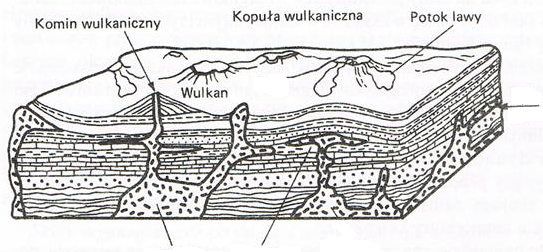 Komin wulkaniczny
Kopuła wulkaniczna
Potok lawy
Wulkan